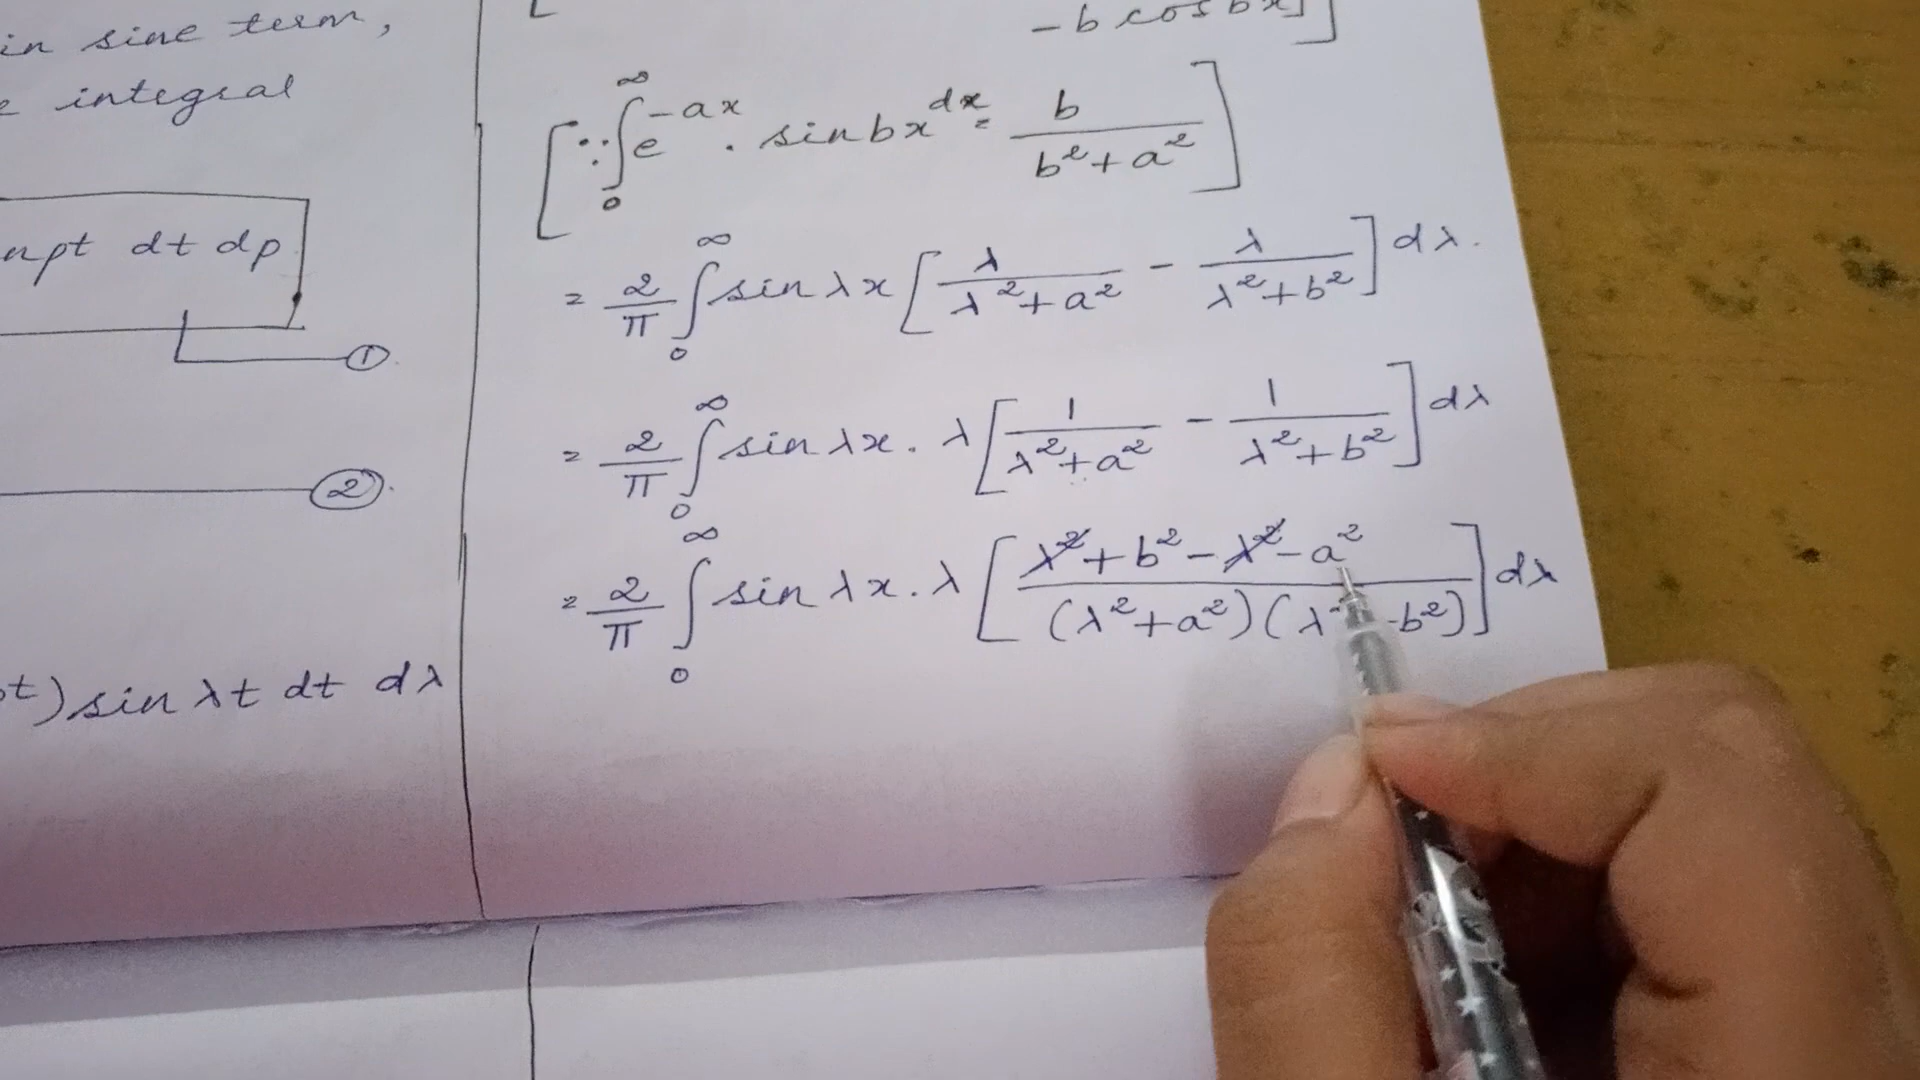 in sine term,
integral
npt dt dp
①
②
t) sin λt dt dλ
- b cos bx]]
[∵ ∫₀^∞ e^{-ax} . sin bx dx = b / (b² + a²)]
= 2/π ∫₀^∞ sin λx [λ / (λ² + a²) - λ / (λ² + b²)] dλ.
= 2/π ∫₀^∞ sin λx . λ [1 / (λ² + a²) - 1 / (λ² + b²)] dλ
= 2/π ∫₀^∞ sin λx . λ [(λ² + b² - λ² - a²) / ((λ² + a²)(λ² b²)] dλ